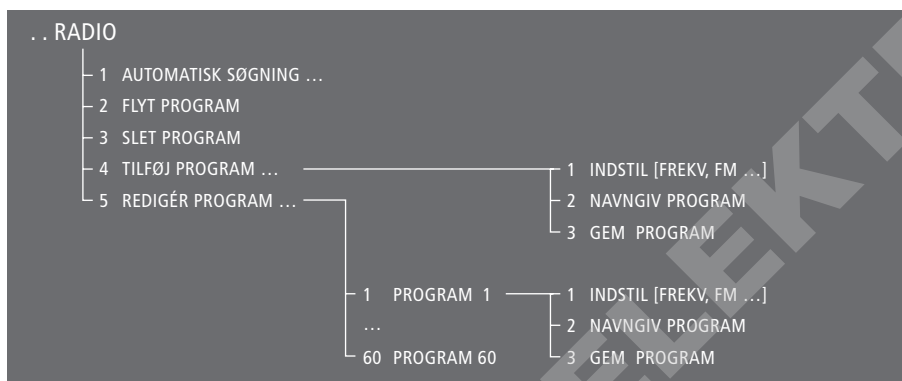 . . RADIO
1 AUTOMATISK SØGNING …
2 FLYT PROGRAM
3 SLET PROGRAM
4 TILFØJ PROGRAM …
1 INDSTIL [FREKV, FM …]
2 NAVNGIV PROGRAM
3 GEM PROGRAM
5 REDIGÉR PROGRAM …
1 PROGRAM 1
1 INDSTIL [FREKV, FM …]
2 NAVNGIV PROGRAM
3 GEM PROGRAM
…
60 PROGRAM 60